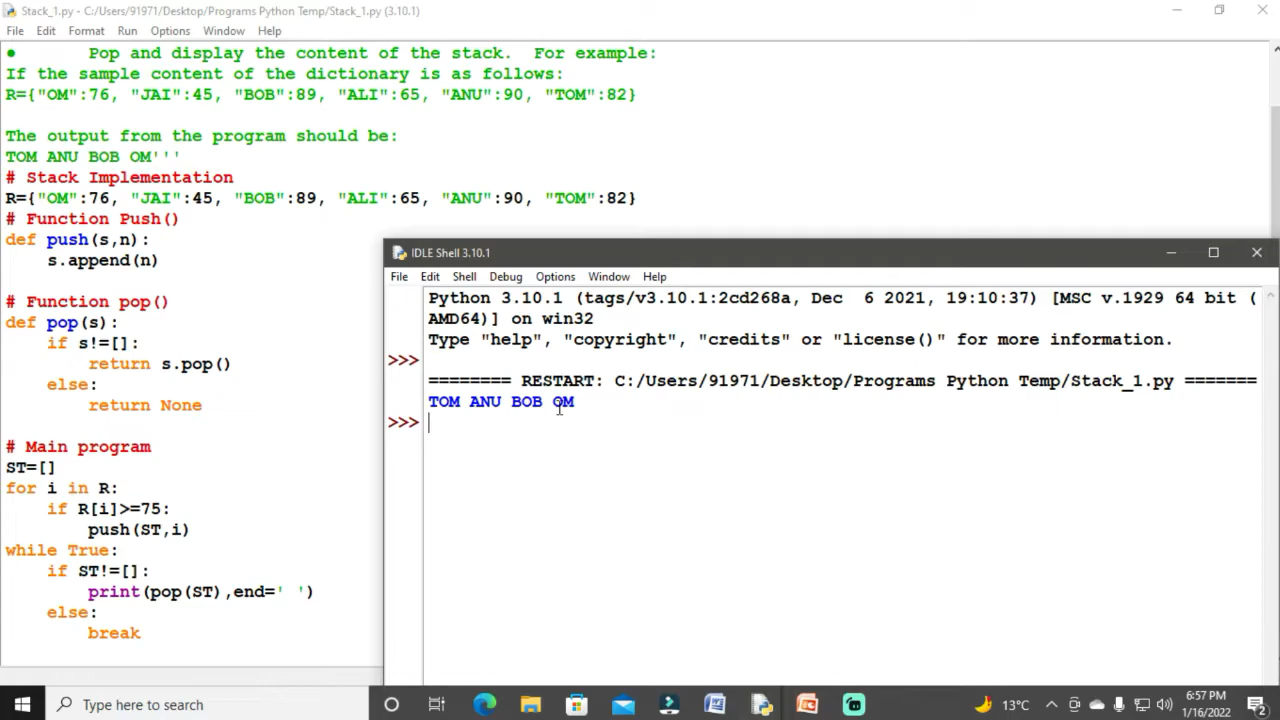 Stack_1.py - C:/Users/91971/Desktop/Programs Python Temp/Stack_1.py (3.10.1)
File Edit Format Run Options Window Help
• Pop and display the content of the stack. For example:
If the sample content of the dictionary is as follows:
R={"OM":76, "JAI":45, "BOB":89, "ALI":65, "ANU":90, "TOM":82}
The output from the program should be:
TOM ANU BOB OM'''
# Stack Implementation
R={"OM":76, "JAI":45, "BOB":89, "ALI":65, "ANU":90, "TOM":82}
# Function Push()
def push(s,n):
s.append(n)
# Function pop()
def pop(s):
if s!=[]:
return s.pop()
else:
return None
# Main program
ST=[]
for i in R:
if R[i]>=75:
push(ST,i)
while True:
if ST!=[]:
print(pop(ST),end=' ')
else:
break
IDLE Shell 3.10.1
File Edit Shell Debug Options Window Help
Python 3.10.1 (tags/v3.10.1:2cd268a, Dec 6 2021, 19:10:37) [MSC v.1929 64 bit (
AMD64)] on win32
Type "help", "copyright", "credits" or "license()" for more information.
>>>
======== RESTART: C:/Users/91971/Desktop/Programs Python Temp/Stack_1.py =======
TOM ANU BOB OM
>>>
Type here to search
13°C
6:57 PM
1/16/2022
2